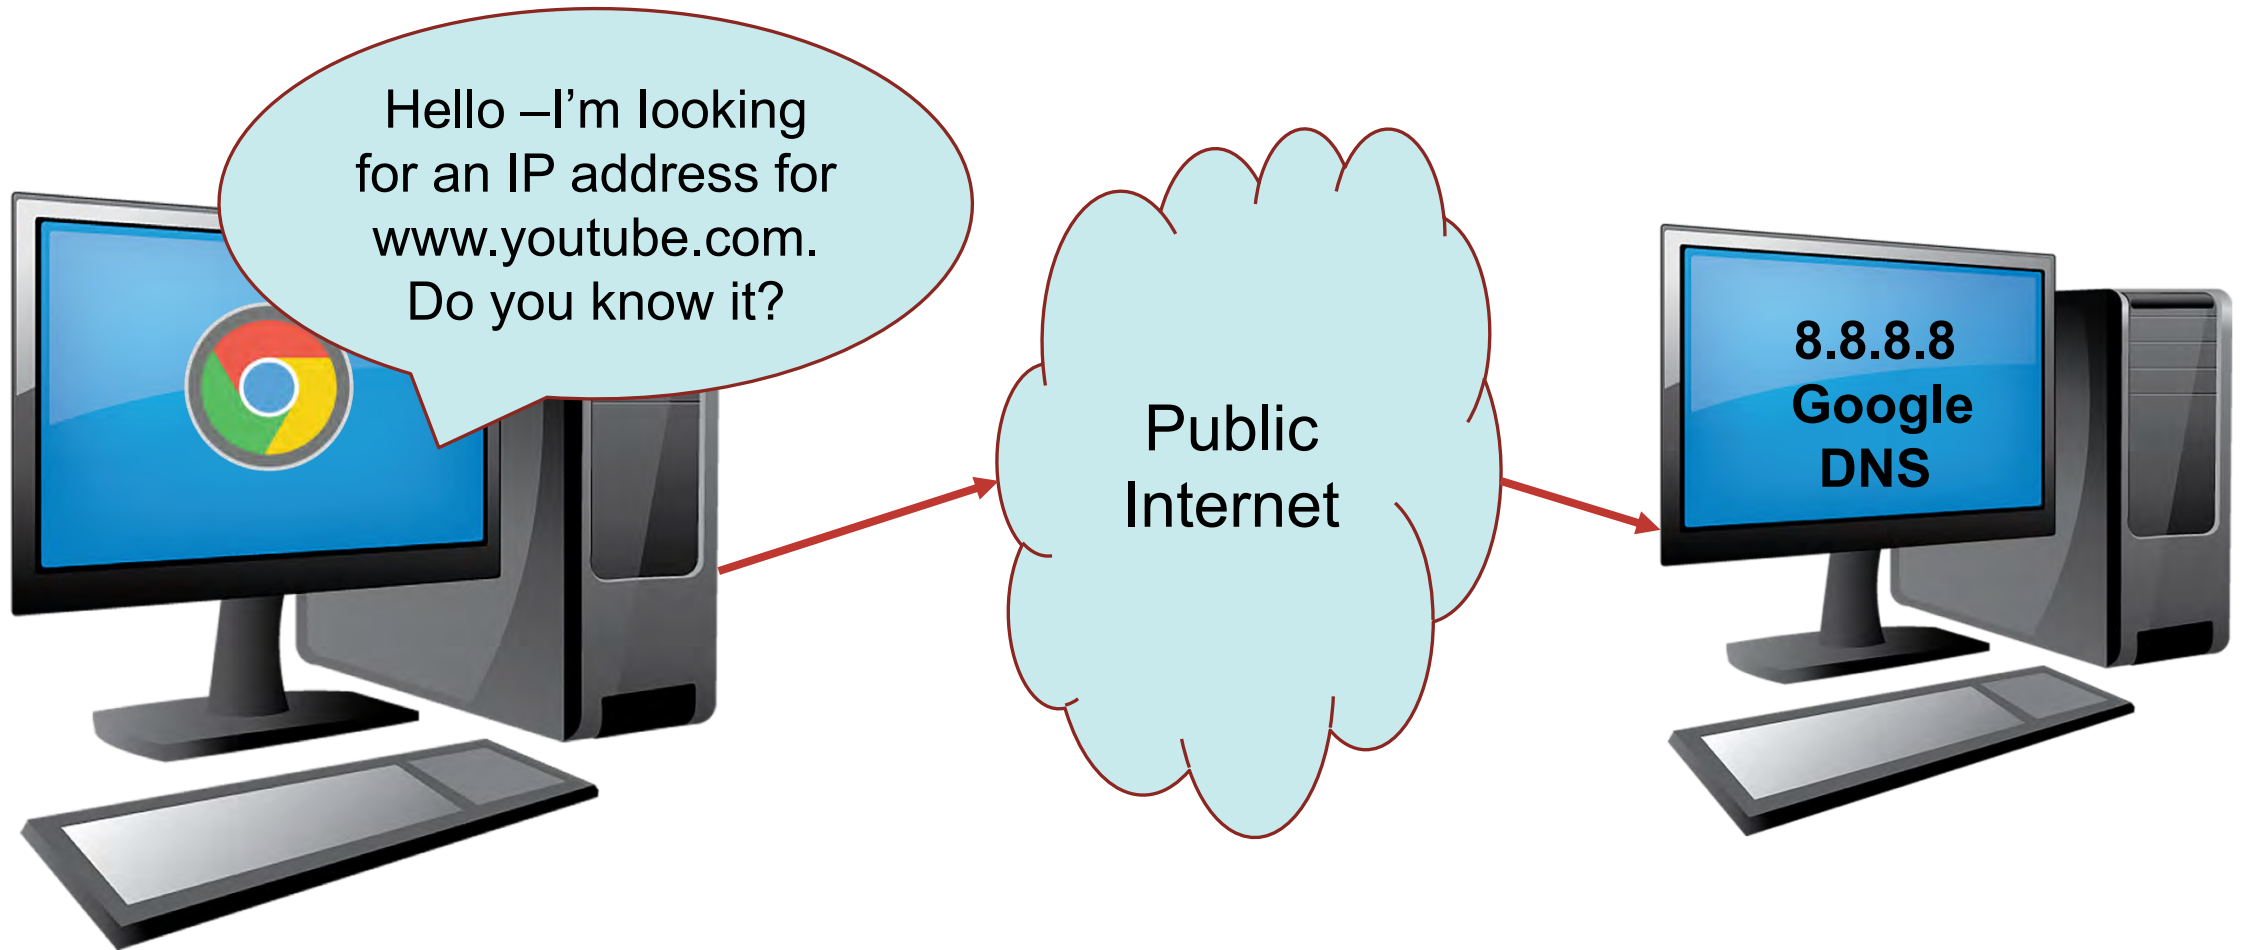 Hello –I’m looking
for an IP address for
www.youtube.com.
Do you know it?
Public
Internet
8.8.8.8
Google
DNS